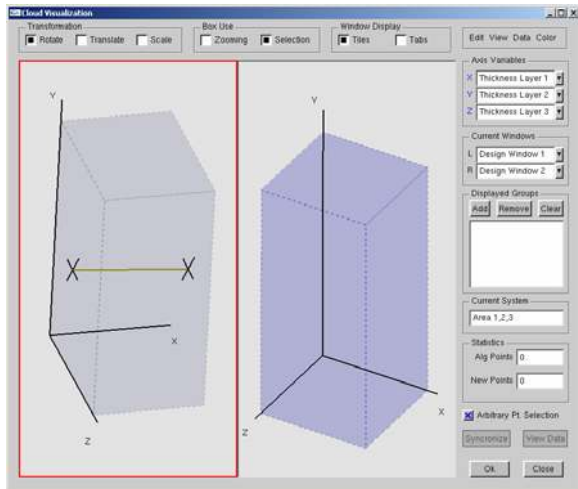 Cloud Visualization
Transformation
Rotate Translate Scale
Box Use
Zooming Selection
Window Display
Tiles Tabs
Edit View Data Color
Axis Variables
X Thickness Layer 1
Y Thickness Layer 2
Z Thickness Layer 3
Current Windows
L Design Window 1
R Design Window 2
Displayed Groups
Add Remove Clear
Current System
Area 1,2,3
Statistics
Alg Points 0
New Points 0
Arbitrary Pt. Selection
Syncronize View Data
Ok Close
Y
X
Z
Y
X
Z